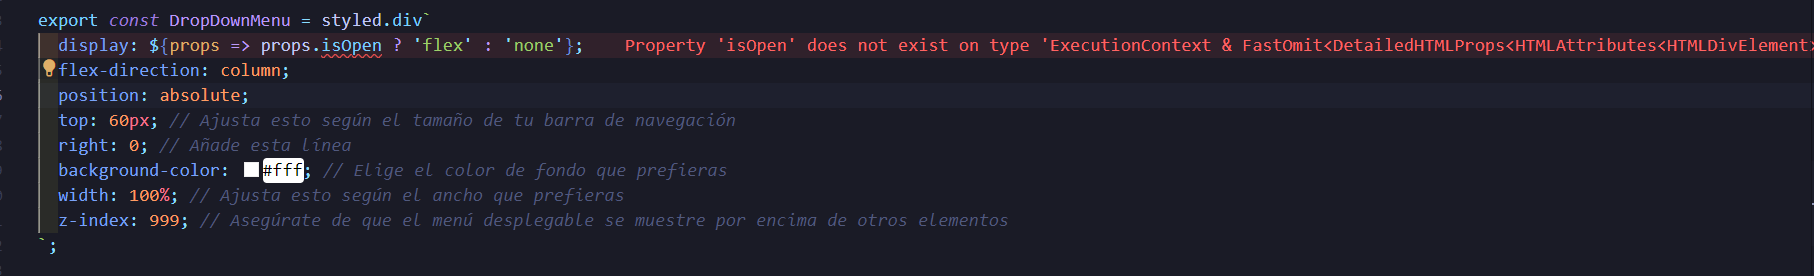 export const DropDownMenu = styled.div`
display: ${props => props.isOpen ? 'flex' : 'none'}; Property 'isOpen' does not exist on type 'ExecutionContext & FastOmit<DetailedHTMLProps<HTMLAttributes<HTMLDivElement>
flex-direction: column;
position: absolute;
top: 60px; // Ajusta esto según el tamaño de tu barra de navegación
right: 0; // Añade esta línea
background-color: #fff; // Elige el color de fondo que prefieras
width: 100%; // Ajusta esto según el ancho que prefieras
z-index: 999; // Asegúrate de que el menú desplegable se muestre por encima de otros elementos
`;